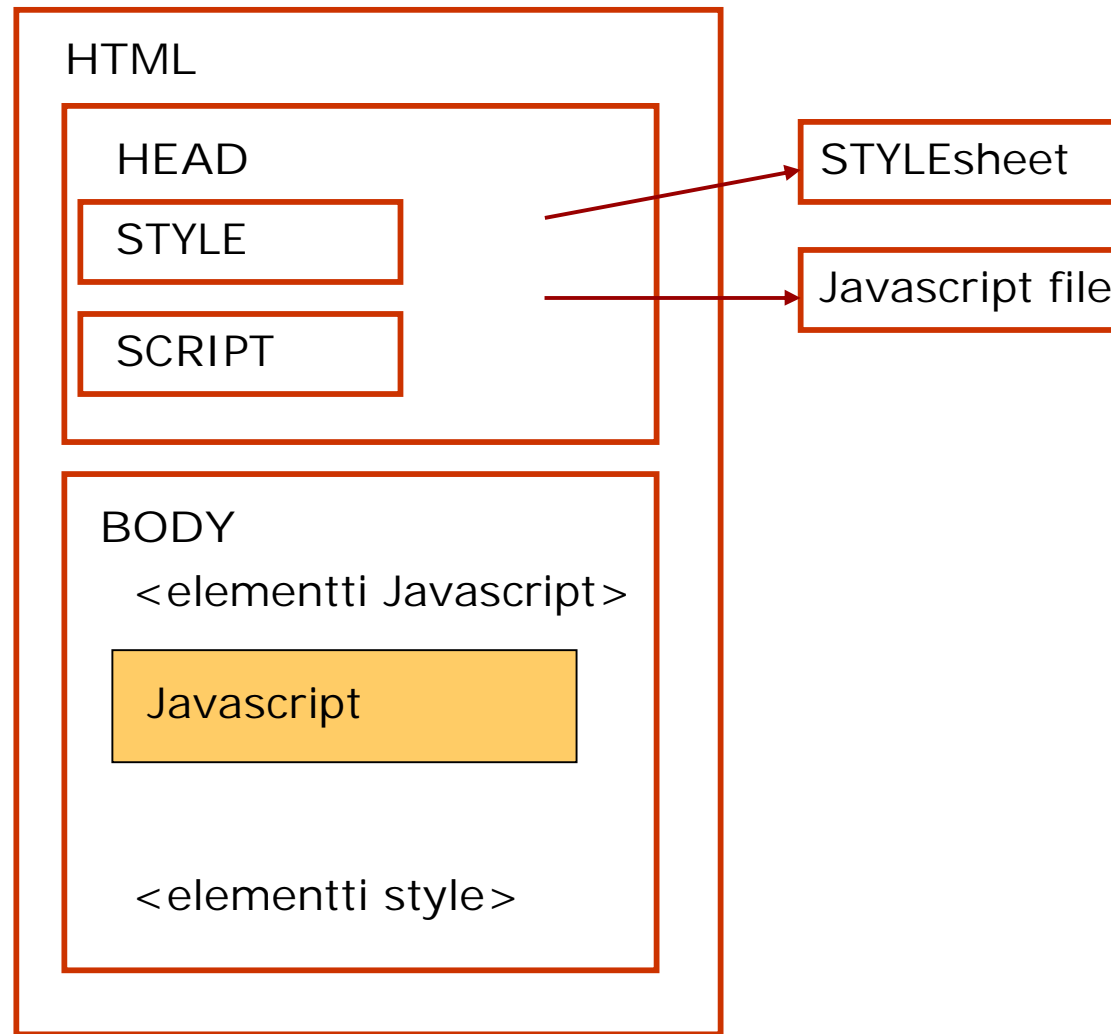 HTML
HEAD
STYLE
SCRIPT
STYLEsheet
Javascript file
BODY
<elementti Javascript>
Javascript
<elementti style>